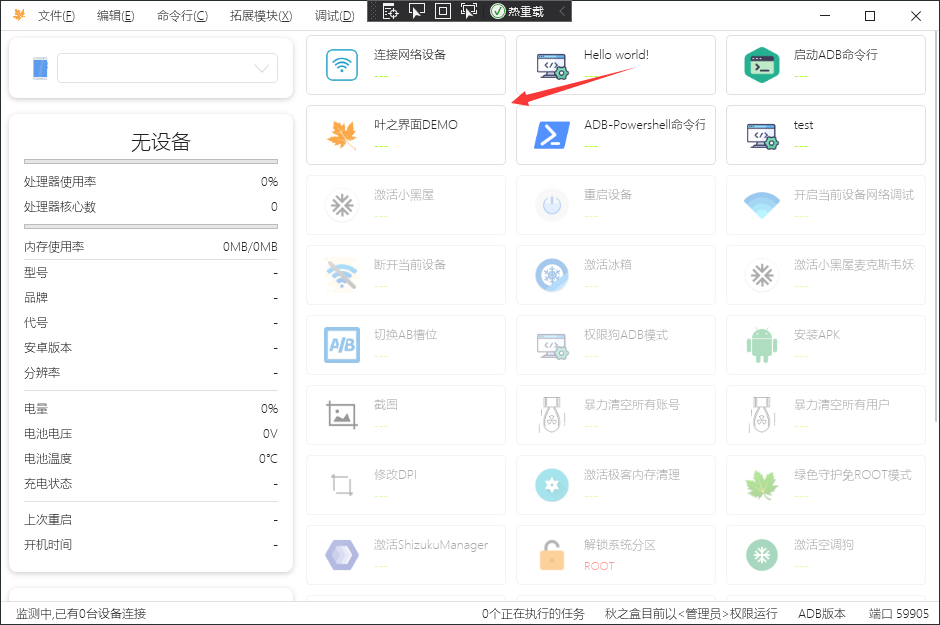 文件(F) 编辑(E) 命令行(C) 拓展模块(X) 调试(D) 热重载
无设备
处理器使用率 0%
处理器核心数 0
内存使用率 0MB/0MB
型号 -
品牌 -
代号 -
安卓版本 -
分辨率 -
电量 0%
电池电压 0V
电池温度 0℃
充电状态 -
上次重启 -
开机时间 -
连接网络设备
---
Hello world!
---
启动ADB命令行
---
叶之界面DEMO
---
ADB-Powershell命令行
---
test
---
激活小黑屋
---
重启设备
---
开启当前设备网络调试
---
断开当前设备
---
激活冰箱
---
激活小黑屋麦克斯韦妖
---
A/B
切换AB槽位
---
权限狗ADB模式
---
安装APK
---
截图
---
暴力清空所有账号
---
暴力清空所有用户
---
修改DPI
---
激活极客内存清理
---
绿色守护免ROOT模式
---
激活ShizukuManager
---
解锁系统分区
ROOT
激活空调狗
---
监测中,已有0台设备连接 0个正在执行的任务 秋之盒目前以<管理员>权限运行 ADB版本 端口 59905